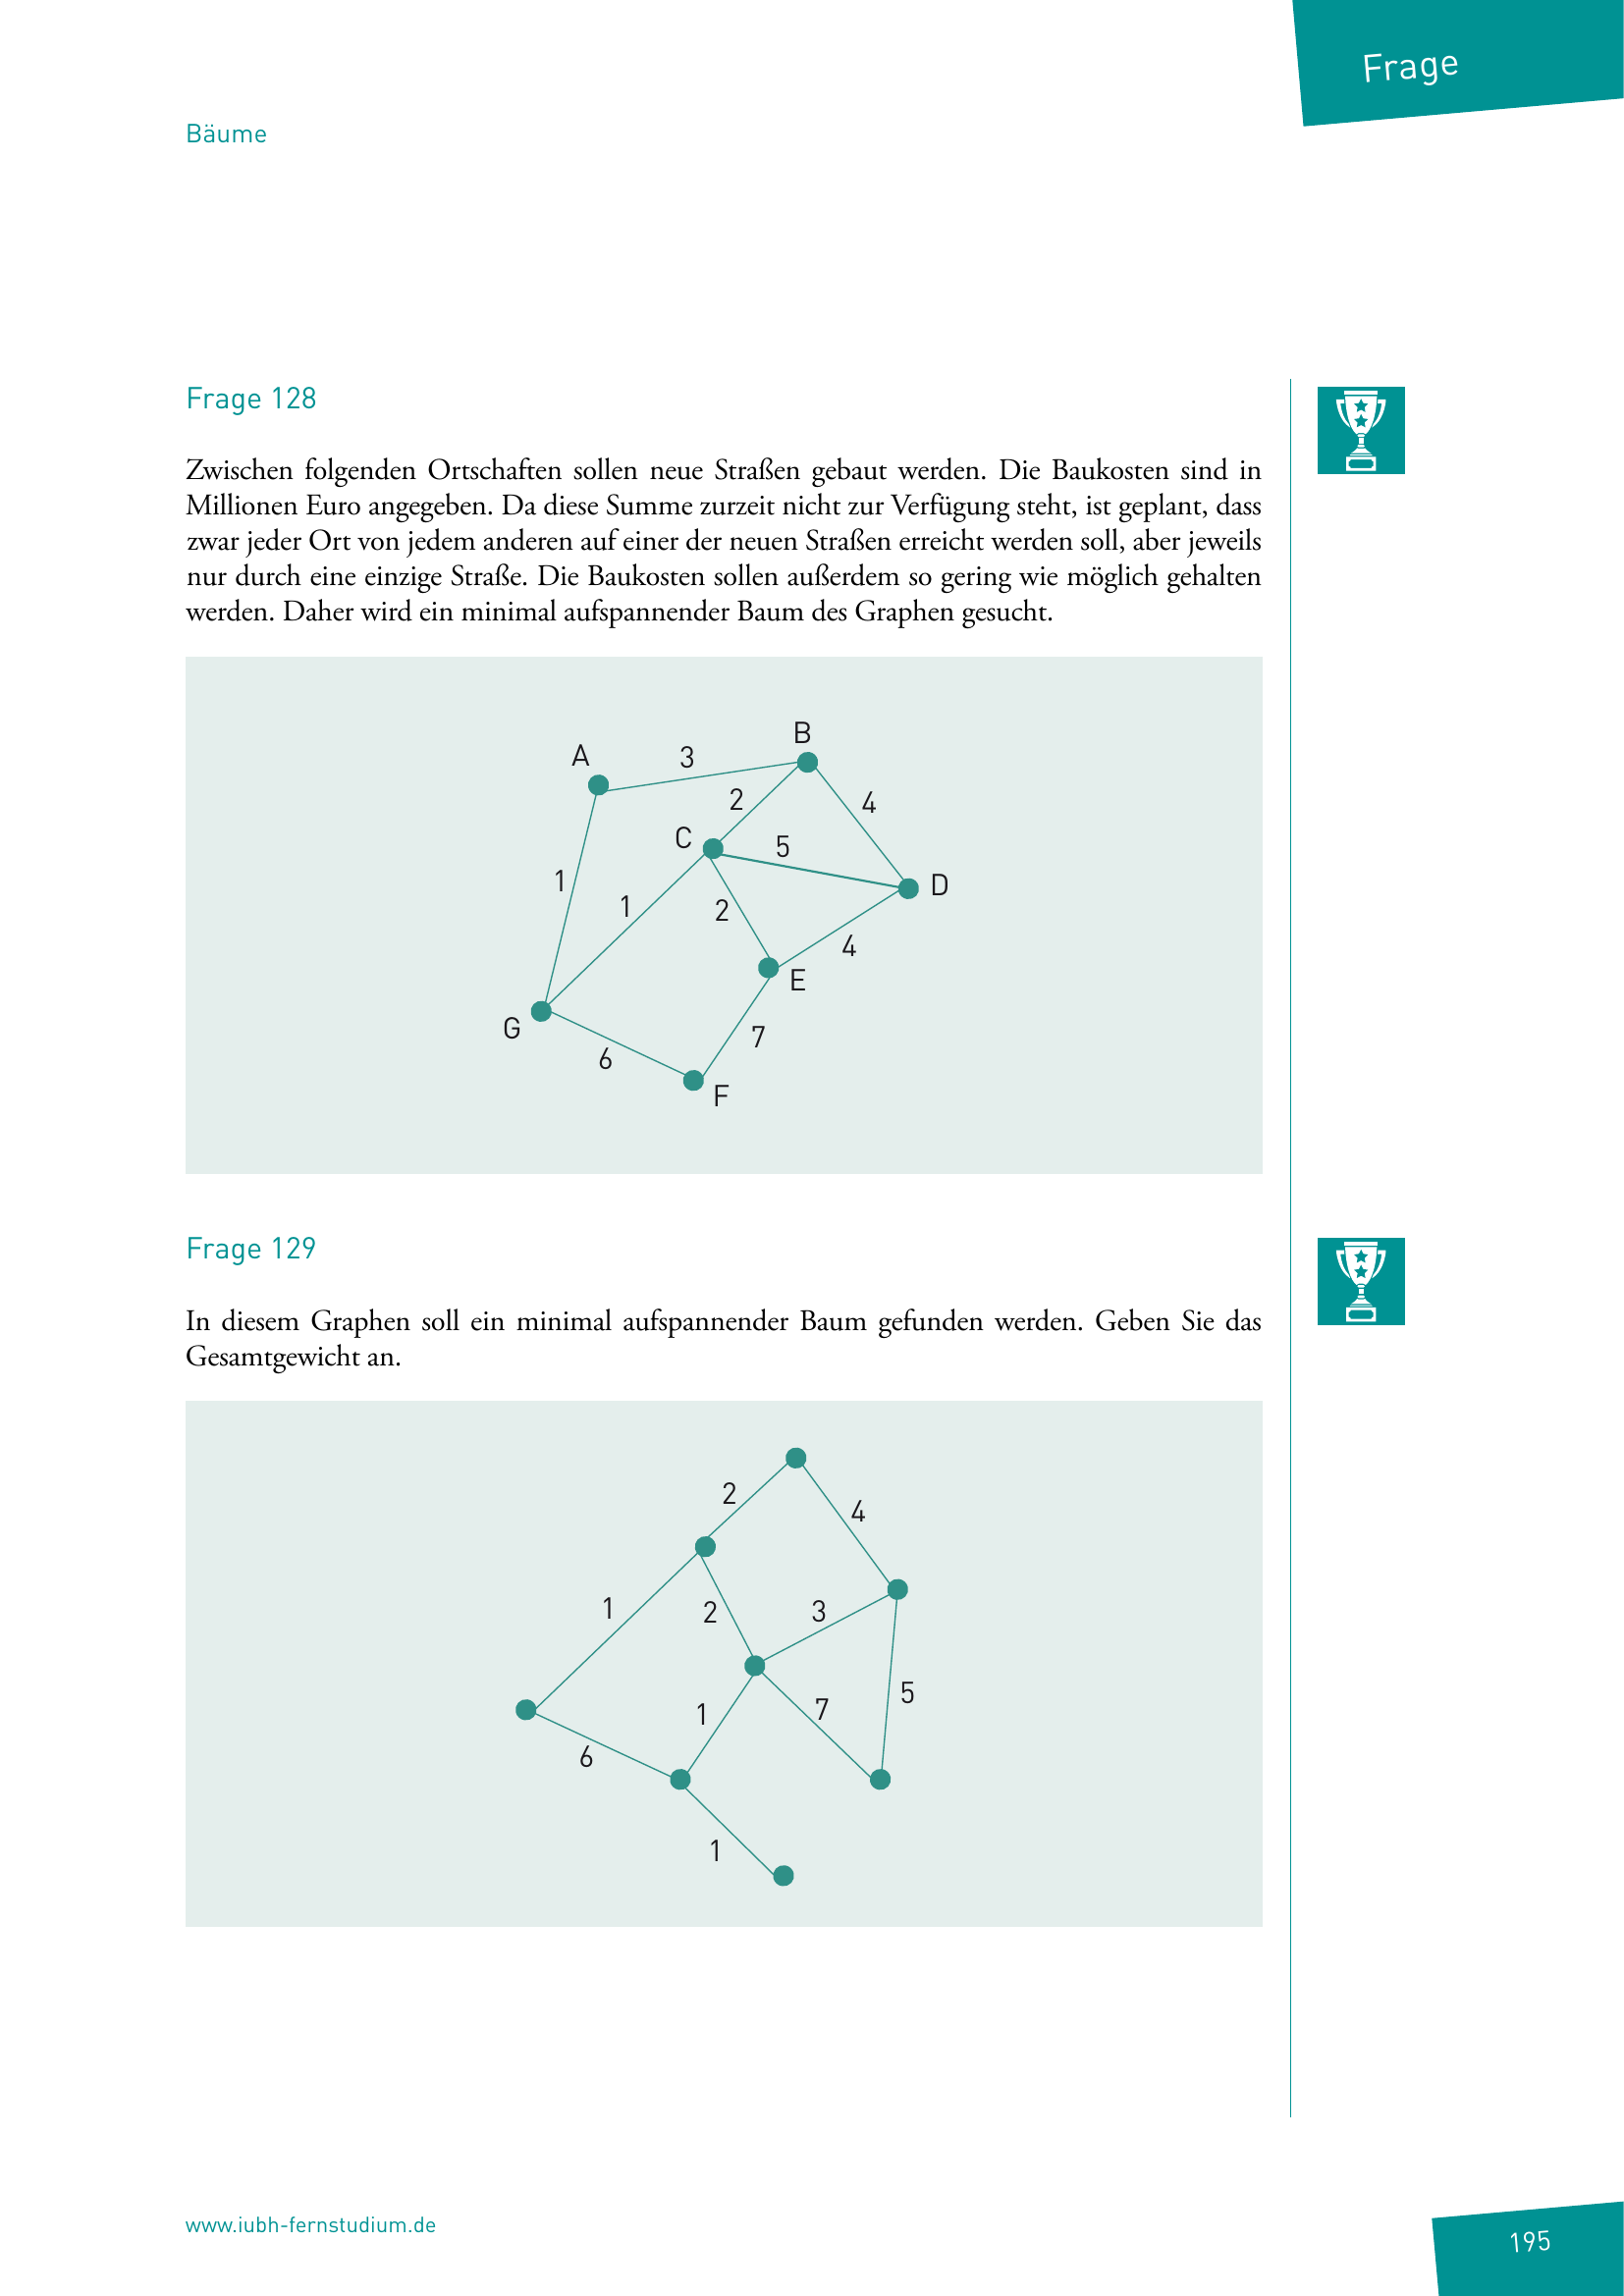 Frage
Bäume
Frage 128
Zwischen folgenden Ortschaften sollen neue Straßen gebaut werden. Die Baukosten sind in
Millionen Euro angegeben. Da diese Summe zurzeit nicht zur Verfügung steht, ist geplant, dass
zwar jeder Ort von jedem anderen auf einer der neuen Straßen erreicht werden soll, aber jeweils
nur durch eine einzige Straße. Die Baukosten sollen außerdem so gering wie möglich gehalten
werden. Daher wird ein minimal aufspannender Baum des Graphen gesucht.
B
A
3
2
4
C
5
1
D
1
2
4
E
G
7
6
F
Frage 129
In diesem Graphen soll ein minimal aufspannender Baum gefunden werden. Geben Sie das
Gesamtgewicht an.
2
4
1
2
3
5
1
7
6
1
www.iubh-fernstudium.de
195